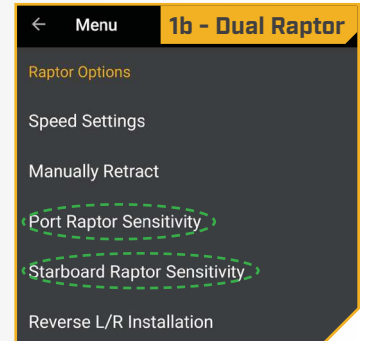 ← Menu
1b - Dual Raptor
Raptor Options
Speed Settings
Manually Retract
Port Raptor Sensitivity
Starboard Raptor Sensitivity
Reverse L/R Installation